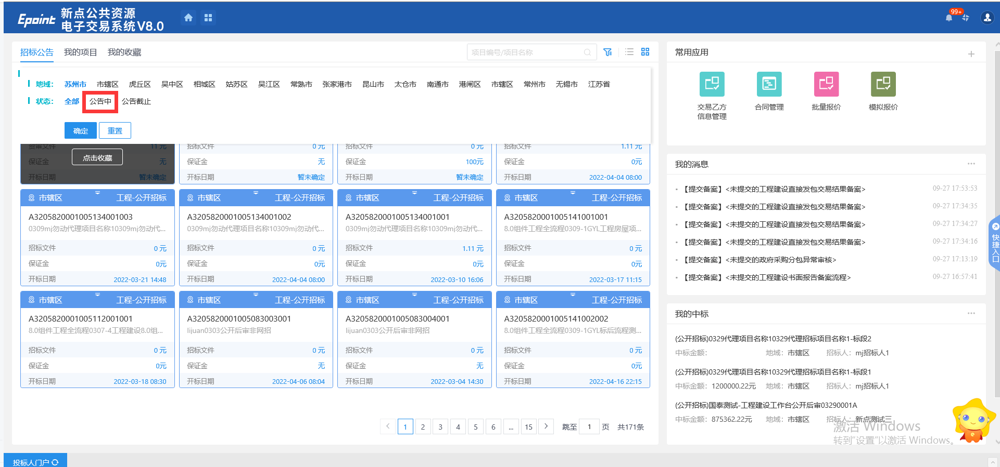 Epoint 新点公共资源
电子交易系统V8.0
99+
招标公告 我的项目 我的收藏
项目编号/项目名称
地域： 苏州市 市辖区 虎丘区 吴中区 相城区 姑苏区 吴江区 常熟市 张家港市 昆山市 太仓市 南通市 港闸区 市辖区 常州市 无锡市 江苏省
状态： 全部 公告中 公告截止
确定 重置
资审文件 11 元 招标文件 0 元 招标文件 0 元 招标文件 1.11 元
点击收藏
保证金 无 保证金 无 保证金 100元 保证金 0元
开标日期 暂未确定 开标日期 暂未确定 开标日期 暂未确定 开标日期 2022-04-04 08:00
市辖区 工程-公开招标 市辖区 工程-公开招标 市辖区 工程-公开招标 市辖区 工程-公开招标
A3205820001005134001003 A3205820001005134001002 A3205820001005134001001 A3205820001005141001001
0309mj勿动代理项目名称10309mj勿动代... 0309mj勿动代理项目名称10309mj勿动代... 0309mj勿动代理项目名称10309mj勿动代... 8.0组件工程全流程0309-1GYL工程房屋项...
招标文件 0 元 招标文件 0 元 招标文件 1.11 元 招标文件 0 元
保证金 0元 保证金 0元 保证金 0元 保证金 0元
开标日期 2022-03-21 14:48 开标日期 2022-04-04 08:00 开标日期 2022-03-10 16:06 开标日期 2022-03-17 11:15
市辖区 工程-公开招标 市辖区 工程-公开招标 市辖区 工程-公开招标 市辖区 工程-公开招标
A3205820001005112001001 A3205820001005083003001 A3205820001005083004001 A3205820001005141002002
8.0组件工程全流程0307-4工程建设8.0组... lijuan0303公开后审非网招 lijuan0303公开后审非网招 8.0组件工程全流程0309-1GYL标后流程测...
招标文件 0 元 招标文件 0 元 招标文件 0 元 招标文件 0 元
保证金 0元 保证金 无 保证金 无 保证金 0元
开标日期 2022-03-18 08:30 开标日期 2022-04-06 08:04 开标日期 2022-03-04 14:30 开标日期 2022-04-16 22:15
1 2 3 4 5 6 ... 15 跳至 1 页 共171条
常用应用
交易乙方
信息管理 合同管理 批量报价 模拟报价
我的消息
【提交备案】<未提交的工程建设直接发包交易结果备案> 09-27 17:53:53
【提交备案】<未提交的工程建设直接发包交易结果备案> 09-27 17:34:35
【提交备案】<未提交的工程建设直接发包交易结果备案> 09-27 17:34:27
【提交备案】<未提交的工程建设直接发包交易结果备案> 09-27 17:34:16
【提交备案】<未提交的政府采购分包异常审核> 09-27 17:13:19
【提交备案】<未提交的工程建设书面报告备案流程> 09-27 16:57:41
快捷入口
我的中标
(公开招标)0329代理项目名称10329代理招标项目名称1-标段2
中标金额： 地域：市辖区 招标人：mj招标人1
(公开招标)0329代理项目名称10329代理招标项目名称1-标段1
中标金额：1200000.22元 地域：市辖区 招标人：mj招标人1
(公开招标)国泰测试-工程建设工作台公开后审03290001A
中标金额：875362.22元 地域：市辖区 招标人：新点测试三
激活 Windows
转到"设置"以激活 Windows。
投标人门户